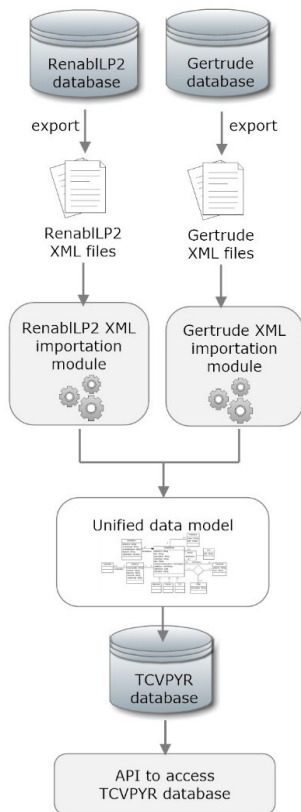 RenablLP2
database
Gertrude
database
export
export
RenablLP2
XML files
Gertrude
XML files
RenablLP2 XML
importation
module
Gertrude XML
importation
module
Unified data model
TCVPYR
database
API to access
TCVPYR database